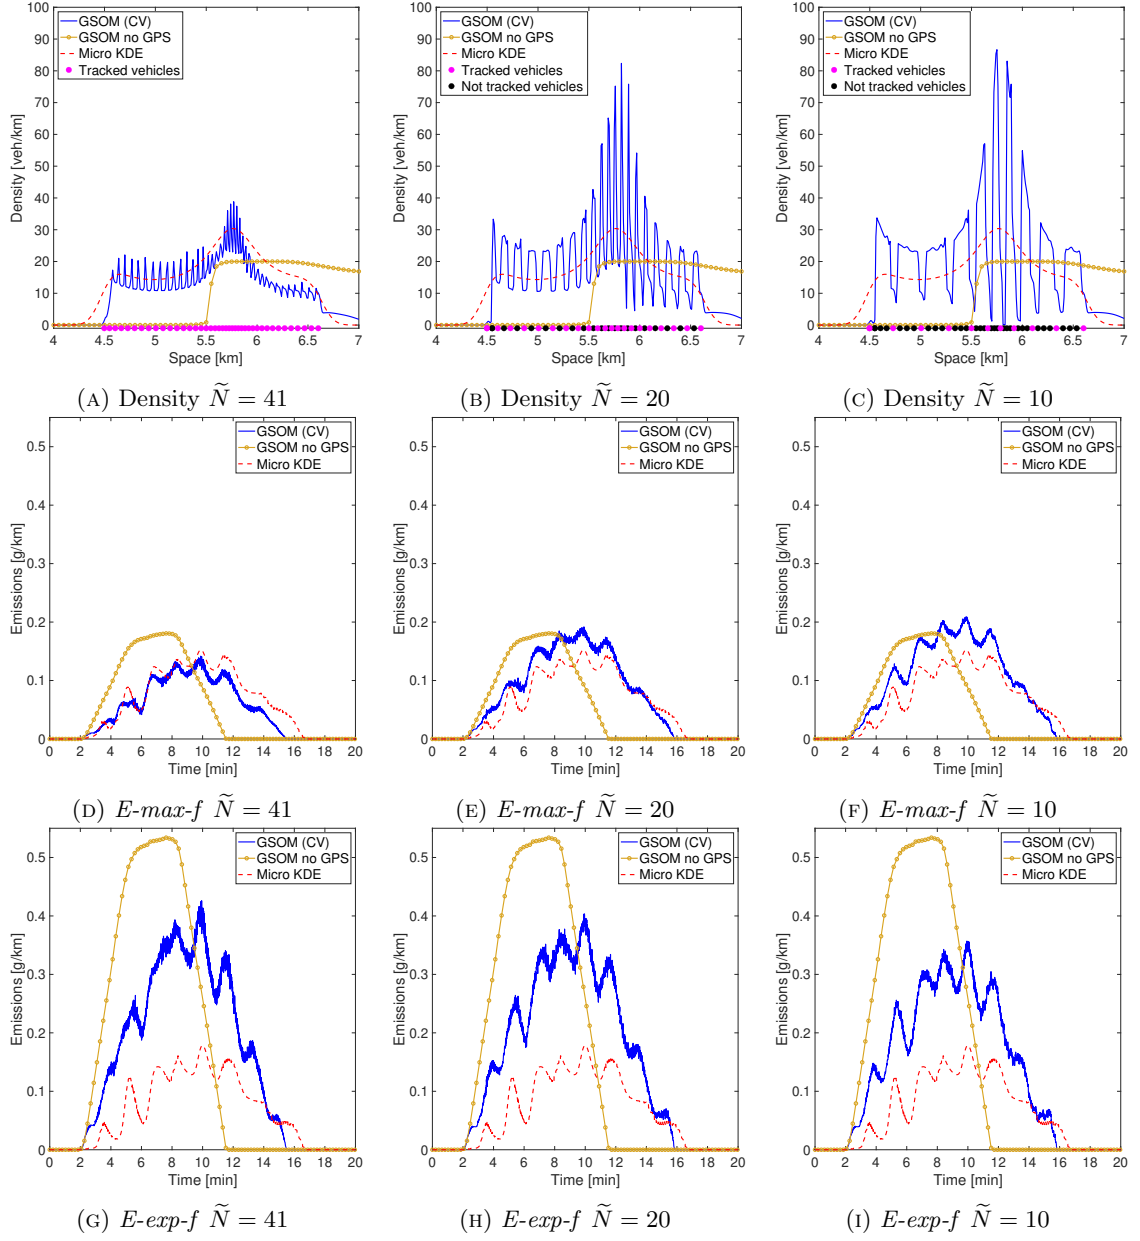 100
90
80
70
60
50
40
30
20
10
0
Density [veh/km]
4
4.5
5
5.5
6
6.5
7
Space [km]
GSOM (CV)
GSOM no GPS
Micro KDE
Tracked vehicles
(A) Density Ñ = 41
100
90
80
70
60
50
40
30
20
10
0
Density [veh/km]
4
4.5
5
5.5
6
6.5
7
Space [km]
GSOM (CV)
GSOM no GPS
Micro KDE
Tracked vehicles
Not tracked vehicles
(B) Density Ñ = 20
100
90
80
70
60
50
40
30
20
10
0
Density [veh/km]
4
4.5
5
5.5
6
6.5
7
Space [km]
GSOM (CV)
GSOM no GPS
Micro KDE
Tracked vehicles
Not tracked vehicles
(C) Density Ñ = 10
0.5
0.4
0.3
0.2
0.1
0
Emissions [g/km]
0 2 4 6 8 10 12 14 16 18 20
Time [min]
GSOM (CV)
GSOM no GPS
Micro KDE
(D) E-max-f Ñ = 41
0.5
0.4
0.3
0.2
0.1
0
Emissions [g/km]
0 2 4 6 8 10 12 14 16 18 20
Time [min]
GSOM (CV)
GSOM no GPS
Micro KDE
(E) E-max-f Ñ = 20
0.5
0.4
0.3
0.2
0.1
0
Emissions [g/km]
0 2 4 6 8 10 12 14 16 18 20
Time [min]
GSOM (CV)
GSOM no GPS
Micro KDE
(F) E-max-f Ñ = 10
0.5
0.4
0.3
0.2
0.1
0
Emissions [g/km]
0 2 4 6 8 10 12 14 16 18 20
Time [min]
GSOM (CV)
GSOM no GPS
Micro KDE
(G) E-exp-f Ñ = 41
0.5
0.4
0.3
0.2
0.1
0
Emissions [g/km]
0 2 4 6 8 10 12 14 16 18 20
Time [min]
GSOM (CV)
GSOM no GPS
Micro KDE
(H) E-exp-f Ñ = 20
0.5
0.4
0.3
0.2
0.1
0
Emissions [g/km]
0 2 4 6 8 10 12 14 16 18 20
Time [min]
GSOM (CV)
GSOM no GPS
Micro KDE
(I) E-exp-f Ñ = 10